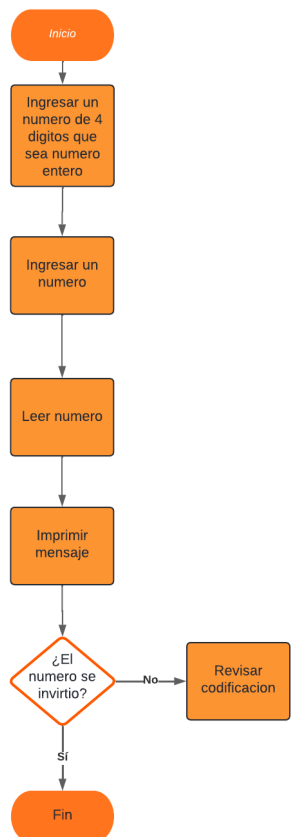 Inicio
Ingresar un
numero de 4
digitos que
sea numero
entero
Ingresar un
numero
Leer numero
Imprimir
mensaje
¿El
numero se
invirtio?
No
Revisar
codificacion
Sí
Fin